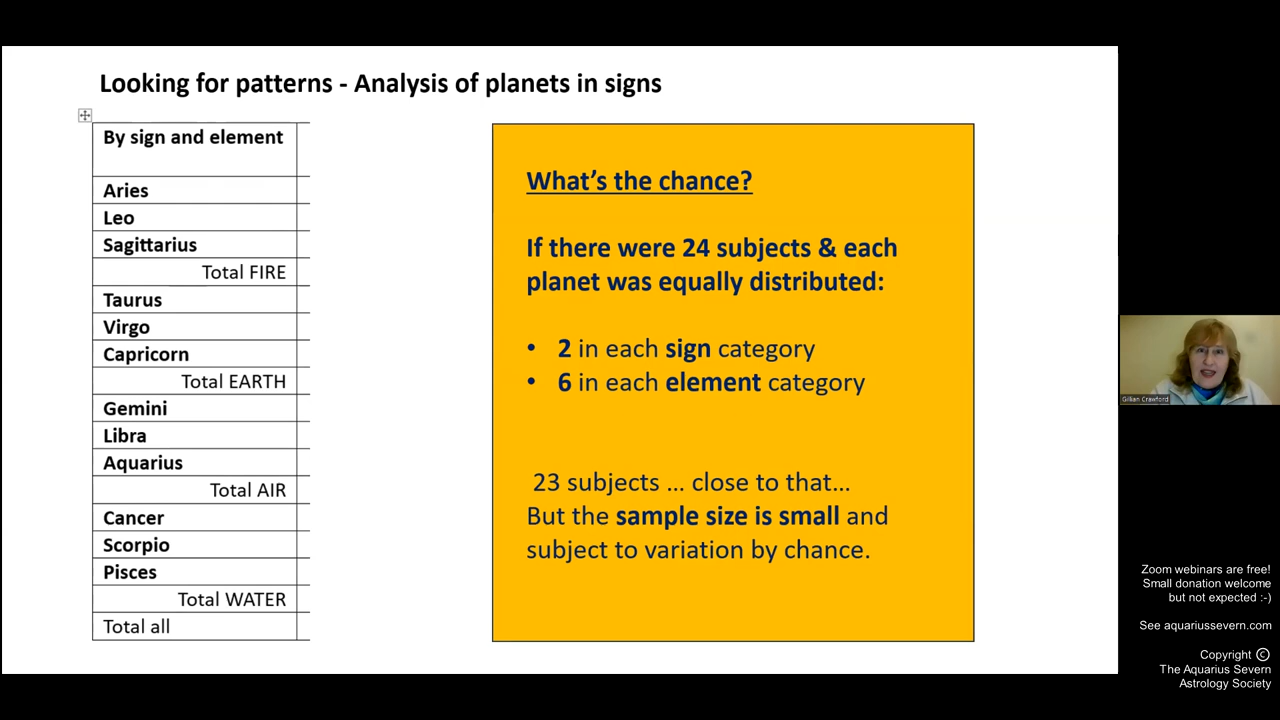 Looking for patterns - Analysis of planets in signs
By sign and element
Aries
Leo
Sagittarius
Total FIRE
Taurus
Virgo
Capricorn
Total EARTH
Gemini
Libra
Aquarius
Total AIR
Cancer
Scorpio
Pisces
Total WATER
Total all
What's the chance?
If there were 24 subjects & each
planet was equally distributed:
• 2 in each sign category
• 6 in each element category
23 subjects ... close to that...
But the sample size is small and
subject to variation by chance.
Gillian Crawford
Zoom webinars are free!
Small donation welcome
but not expected :-)
See aquariussevern.com
Copyright ©
The Aquarius Severn
Astrology Society